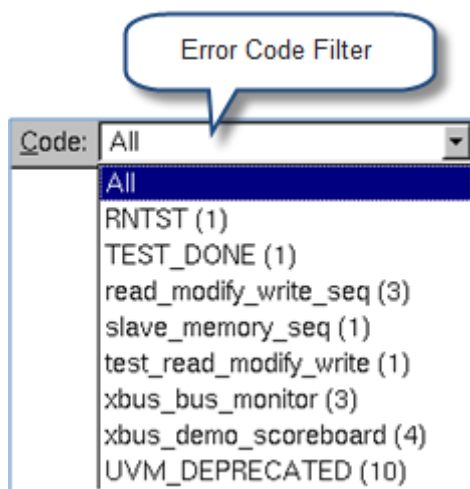 Error Code Filter
Code: All
All
RNTST (1)
TEST_DONE (1)
read_modify_write_seq (3)
slave_memory_seq (1)
test_read_modify_write (1)
xbus_bus_monitor (3)
xbus_demo_scoreboard (4)
UVM_DEPRECATED (10)